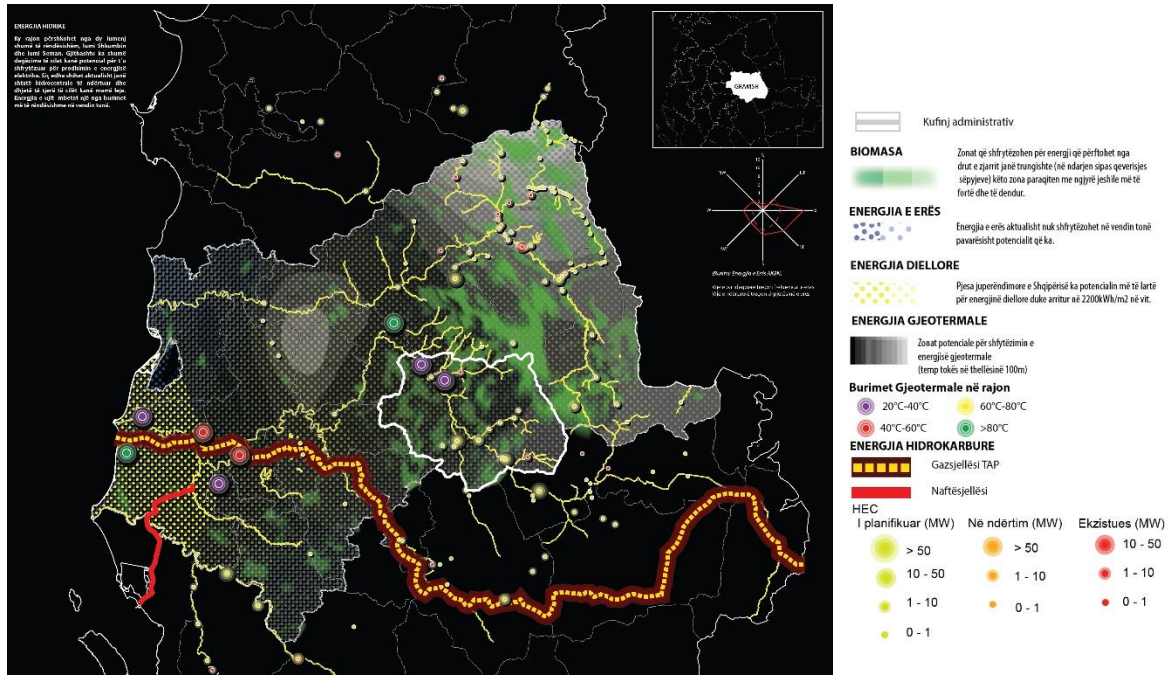 ENERGJIA HIDRIKE
Ky rajon përshkohet nga dy lumenj
shumë të rëndësishëm, lumi Shkumbin
dhe lumi Seman. Gjithashtu ka shumë
degëzime të cilat kanë potencial për t'u
shfrytëzuar për prodhimin e energjisë
elektrike. Siç edhe shihet aktualisht janë
shtatë hidrocentrale të ndërtuar dhe
dhjetë të tjerë të cilët kanë marrë leje.
Energjia e ujit mbetet një nga burimet
më të rëndësishme në vendin tonë.
GRAMSH
(Burimi: Energjia e Erës AKBN)
Kufinj administrativ
BIOMASA
Zonat që shfrytëzohen për energji që përftohet nga
drut e zjarrit janë trungishte (në ndarjen sipas qeverisjes
sëpyjeve) këto zona paraqiten me ngjyrë jeshile më të
fortë dhe të dendur.
ENERGJIA E ERËS
Energjia e erës aktualisht nuk shfrytëzohet në vendin tonë
pavarësisht potencialit që ka.
ENERGJIA DIELLORE
Pjesa juperëndimore e Shqipërisë ka potencialin më të lartë
për energjinë diellore duke arritur në 2200kWh/m2 në vit.
ENERGJIA GJEOTERMALE
Zonat potenciale për shfytëzimin e
energjisë gjeotermale
(temp tokës në thellësinë 100m)
Burimet Gjeotermale në rajon
20°C-40°C
60°C-80°C
40°C-60°C
>80°C
ENERGJIA HIDROKARBURE
Gazsjellësi TAP
Naftësjellësi
HEC
I planifikuar (MW)
Në ndërtim (MW)
Ekzistues (MW)
> 50
> 50
10 - 50
10 - 50
1 - 10
1 - 10
1 - 10
0 - 1
0 - 1
0 - 1